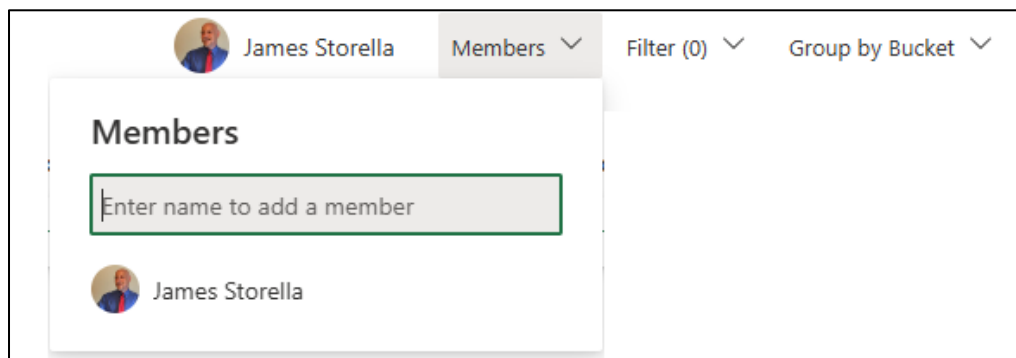 James Storella Members Filter (0) Group by Bucket
Members
Enter name to add a member
James Storella